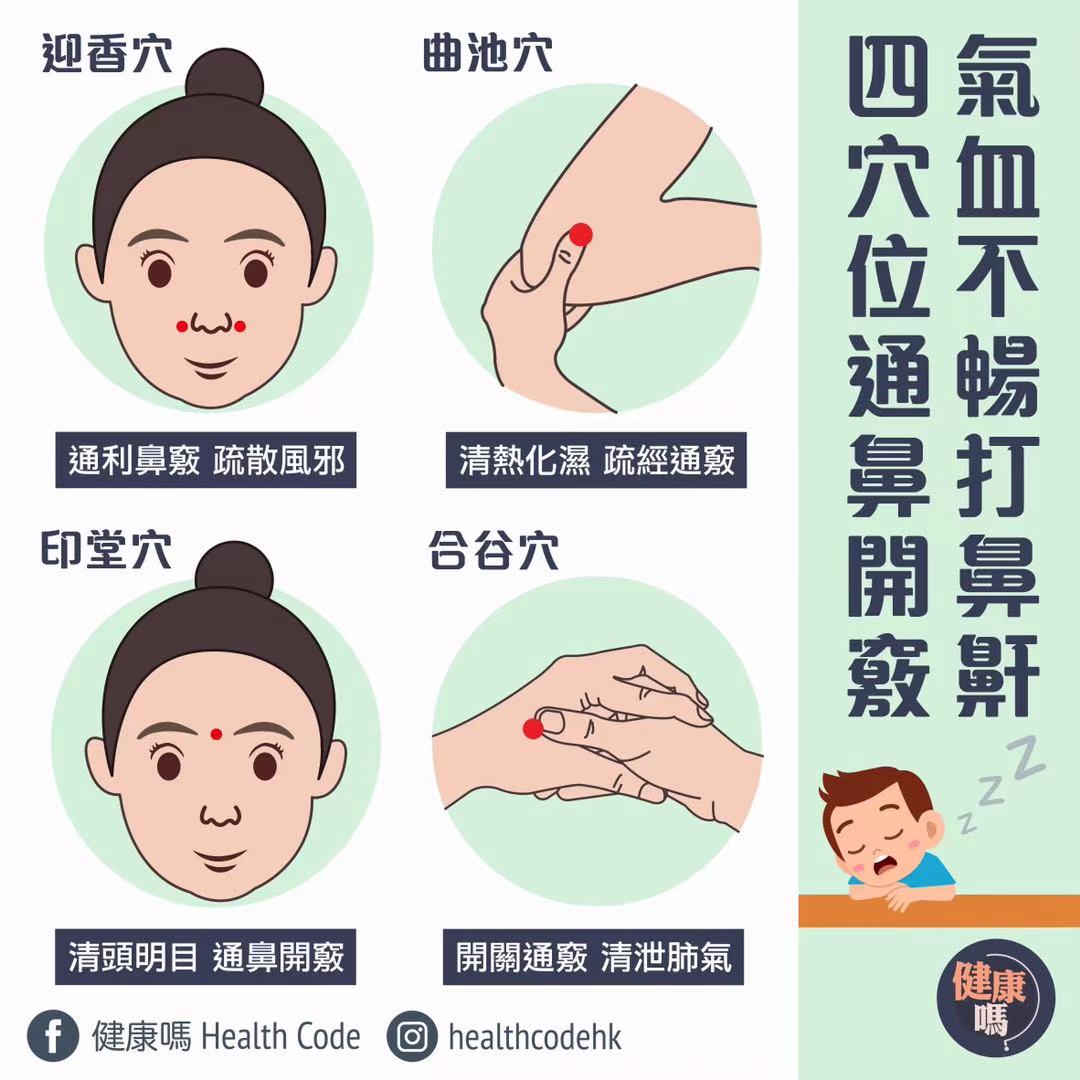 氣血不暢打鼻鼾
四穴位通鼻開竅
迎香穴
通利鼻竅 疏散風邪
曲池穴
清熱化濕 疏經通竅
印堂穴
清頭明目 通鼻開竅
合谷穴
開關通竅 清泄肺氣
z
z
z
健康嗎 Health Code
healthcodehk
健康
嗎?